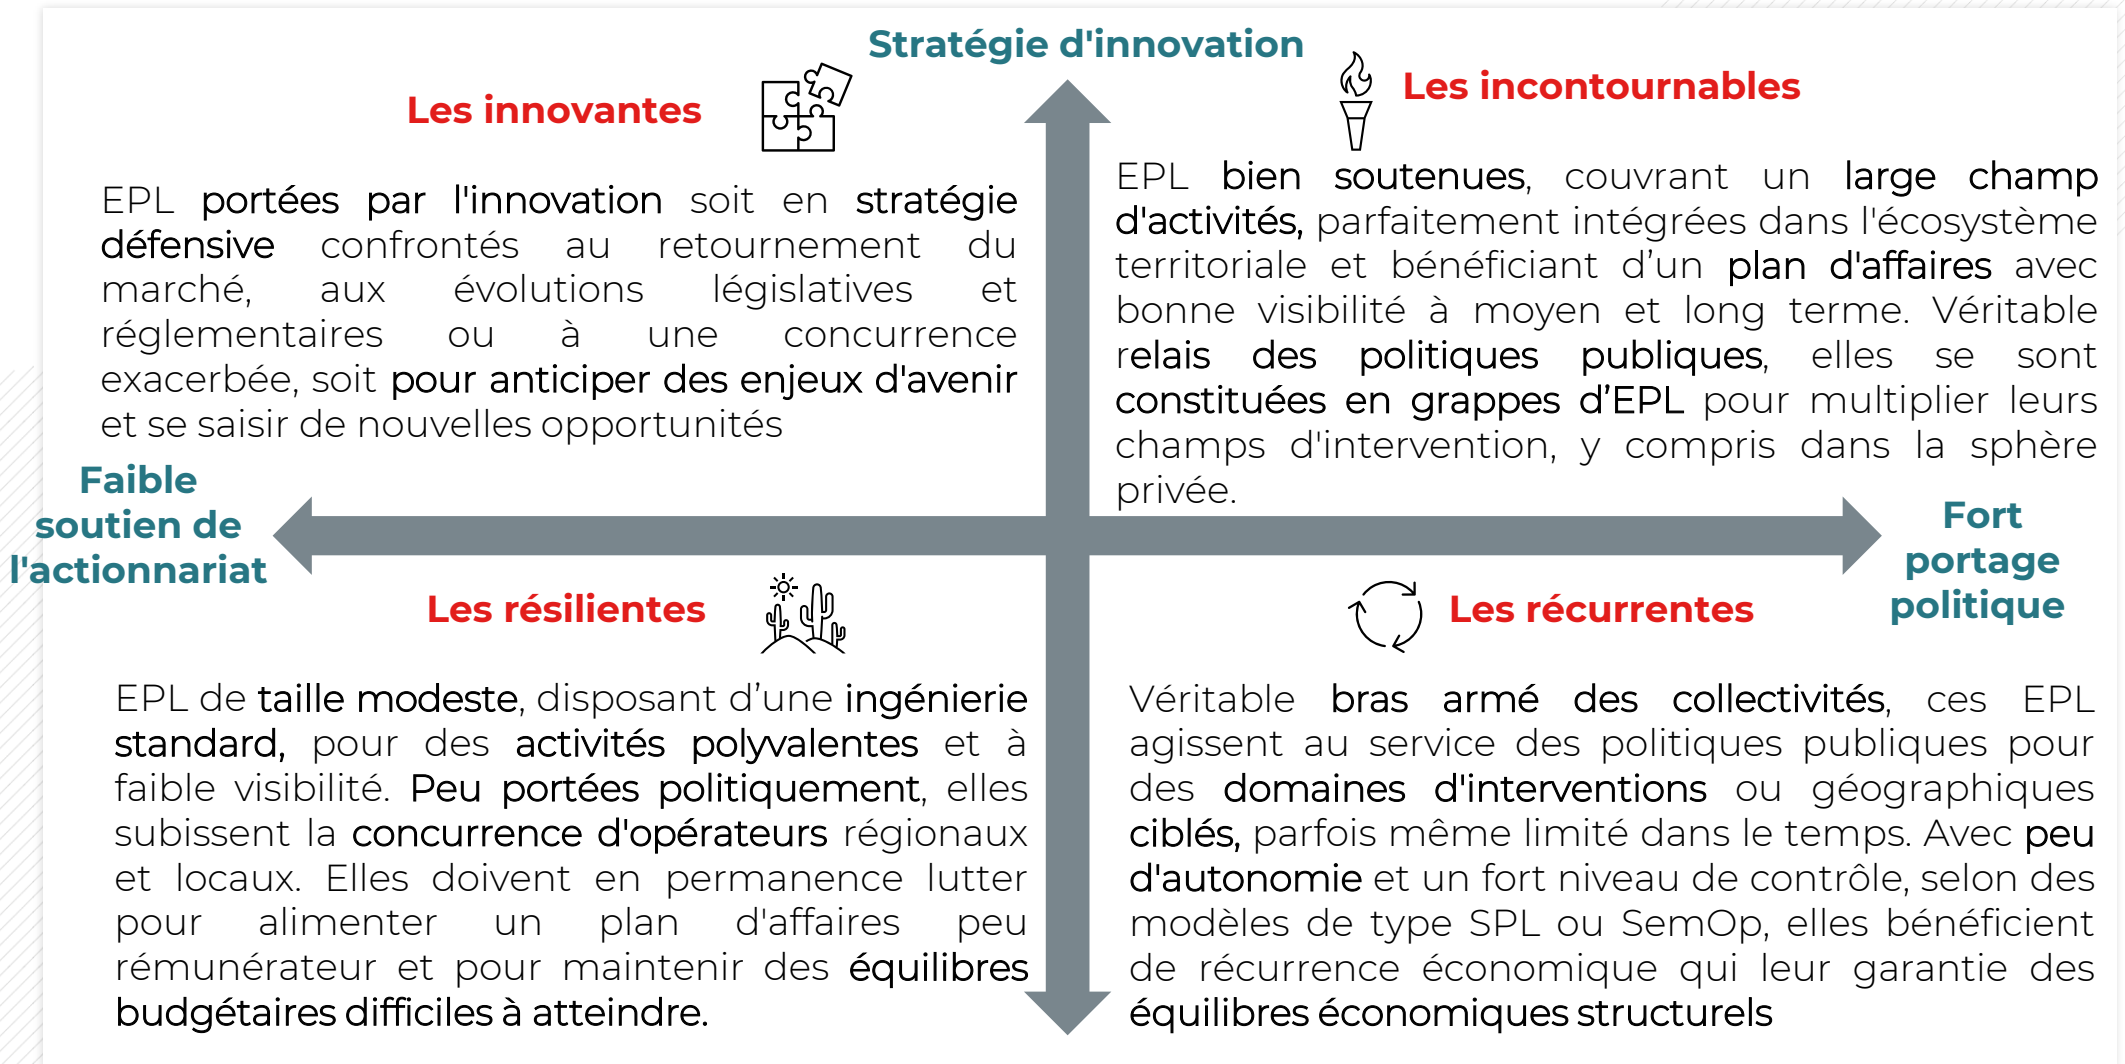 Stratégie d'innovation
Les innovantes
EPL portées par l'innovation soit en stratégie
défensive confrontés au retournement du
marché, aux évolutions législatives et
réglementaires ou à une concurrence
exacerbée, soit pour anticiper des enjeux d'avenir
et se saisir de nouvelles opportunités
Les incontournables
EPL bien soutenues, couvrant un large champ
d'activités, parfaitement intégrées dans l'écosystème
territoriale et bénéficiant d’un plan d'affaires avec
bonne visibilité à moyen et long terme. Véritable
relais des politiques publiques, elles se sont
constituées en grappes d’EPL pour multiplier leurs
champs d'intervention, y compris dans la sphère
privée.
Faible
soutien de
l'actionnariat
Fort
portage
politique
Les résilientes
EPL de taille modeste, disposant d’une ingénierie
standard, pour des activités polyvalentes et à
faible visibilité. Peu portées politiquement, elles
subissent la concurrence d'opérateurs régionaux
et locaux. Elles doivent en permanence lutter
pour alimenter un plan d'affaires peu
rémunérateur et pour maintenir des équilibres
budgétaires difficiles à atteindre.
Les récurrentes
Véritable bras armé des collectivités, ces EPL
agissent au service des politiques publiques pour
des domaines d'interventions ou géographiques
ciblés, parfois même limité dans le temps. Avec peu
d'autonomie et un fort niveau de contrôle, selon des
modèles de type SPL ou SemOp, elles bénéficient
de récurrence économique qui leur garantie des
équilibres économiques structurels